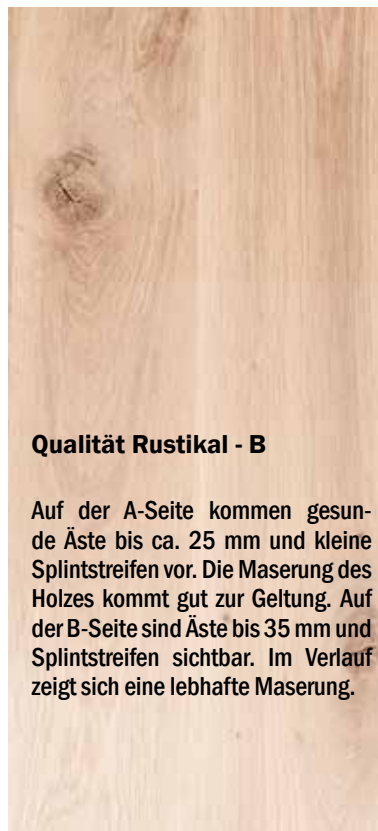 Qualität Rustikal - B
Auf der A-Seite kommen gesun-
de Äste bis ca. 25 mm und kleine
Splintstreifen vor. Die Maserung des
Holzes kommt gut zur Geltung. Auf
der B-Seite sind Äste bis 35 mm und
Splintstreifen sichtbar. Im Verlauf
zeigt sich eine lebhafte Maserung.